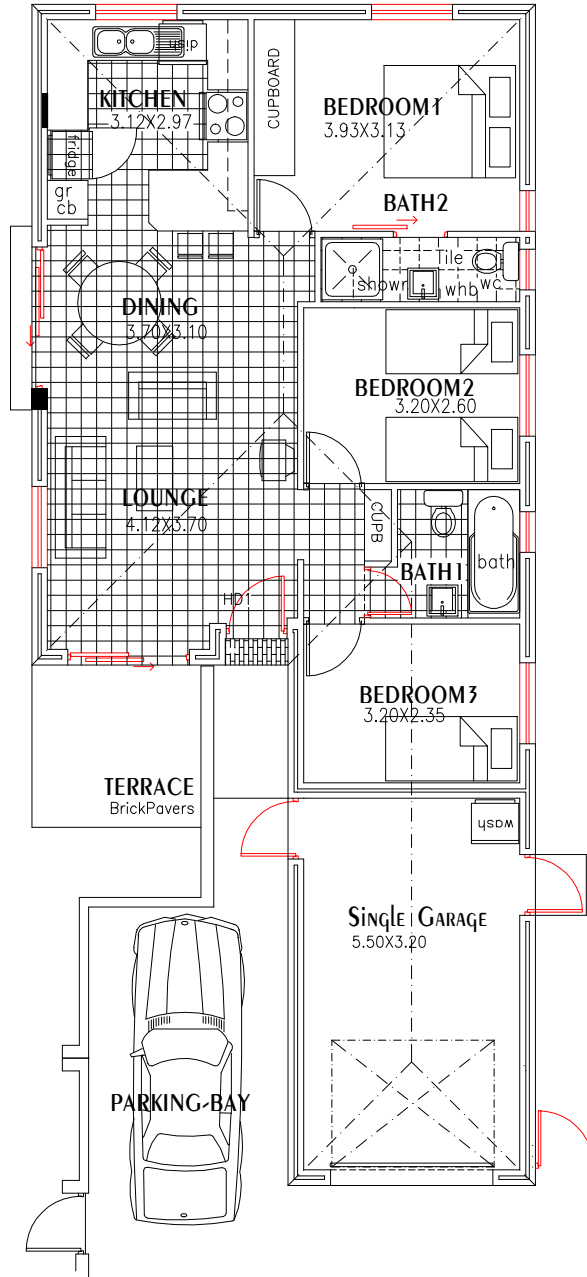 dish
KITCHEN
3.12X2.97
CUPBOARD
BEDROOM1
3.93X3.13
fridge
gr
cb
BATH2
Tile
showr
whb
wc
DINING
3.70X3.10
BEDROOM2
3.20X2.60
LOUNGE
4.12X3.70
CUPB
bath
BATH1
HD
BEDROOM3
3.20X2.35
TERRACE
BrickPavers
wash
Single Garage
5.50X3.20
PARKING-BAY